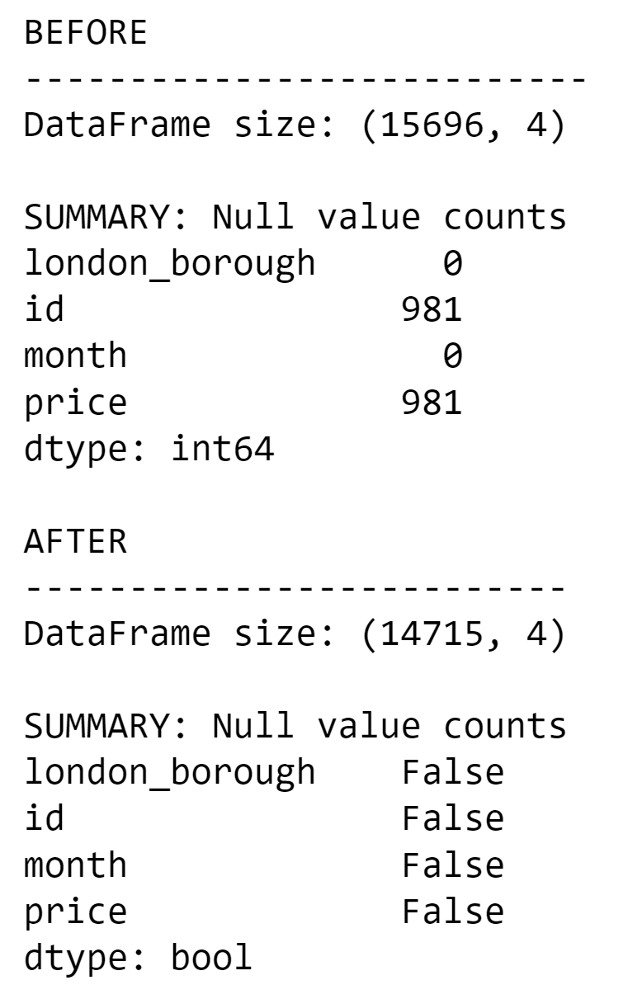 BEFORE
---------------------------
DataFrame size: (15696, 4)

SUMMARY: Null value counts
london_borough      0
id                981
month               0
price             981
dtype: int64

AFTER
--------------------------
DataFrame size: (14715, 4)

SUMMARY: Null value counts
london_borough    False
id                False
month             False
price             False
dtype: bool